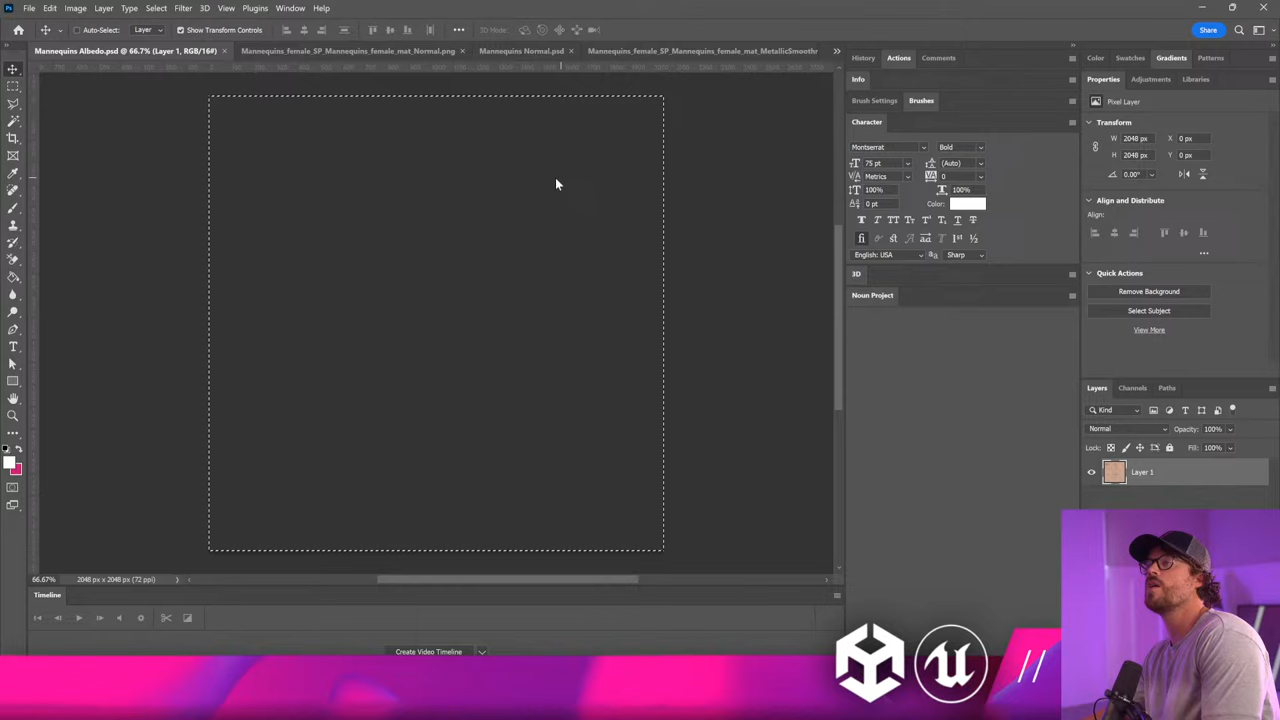 File Edit Image Layer Type Select Filter 3D View Plugins Window Help
Auto-Select: Layer Show Transform Controls 3D Mode: Share
Mannequins Albedo.psd @ 66.7% (Layer 1, RGB/16#) × Mannequins_female_SP_Mannequins_female_mat_Normal.png × Mannequins Normal.psd × Mannequins_female_SP_Mannequins_female_mat_MetallicSmoothr
History Actions Comments
Info
Brush Settings Brushes
Character
Montserrat Bold
75 pt (Auto)
Metrics 0
100% 100%
0 pt Color:
English: USA Sharp
3D
Noun Project
Color Swatches Gradients Patterns
Properties Adjustments Libraries
Pixel Layer
Transform
W 2048 px X 0 px
H 2048 px Y 0 px
0.00°
Align and Distribute
Align:
Quick Actions
Remove Background
Select Subject
View More
Layers Channels Paths
Kind
Normal Opacity: 100%
Lock: Fill: 100%
Layer 1
66.67% 2048 px x 2048 px (72 ppi)
Timeline
Create Video Timeline
//